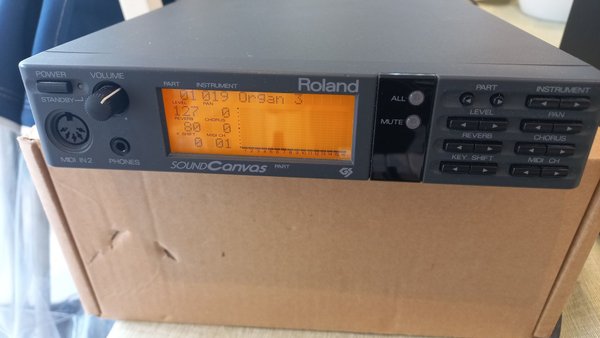 POWER
VOLUME
STANDBY
MIDI IN 2
PHONES
PART INSTRUMENT
Roland
01 019 Organ 3
LEVEL PAN
127 0
REVERB CHORUS
80 0
K SHIFT MIDI CH
0 01
SOUND Canvas
PART
GS
ALL
MUTE
PART INSTRUMENT
LEVEL PAN
REVERB CHORUS
KEY SHIFT MIDI CH